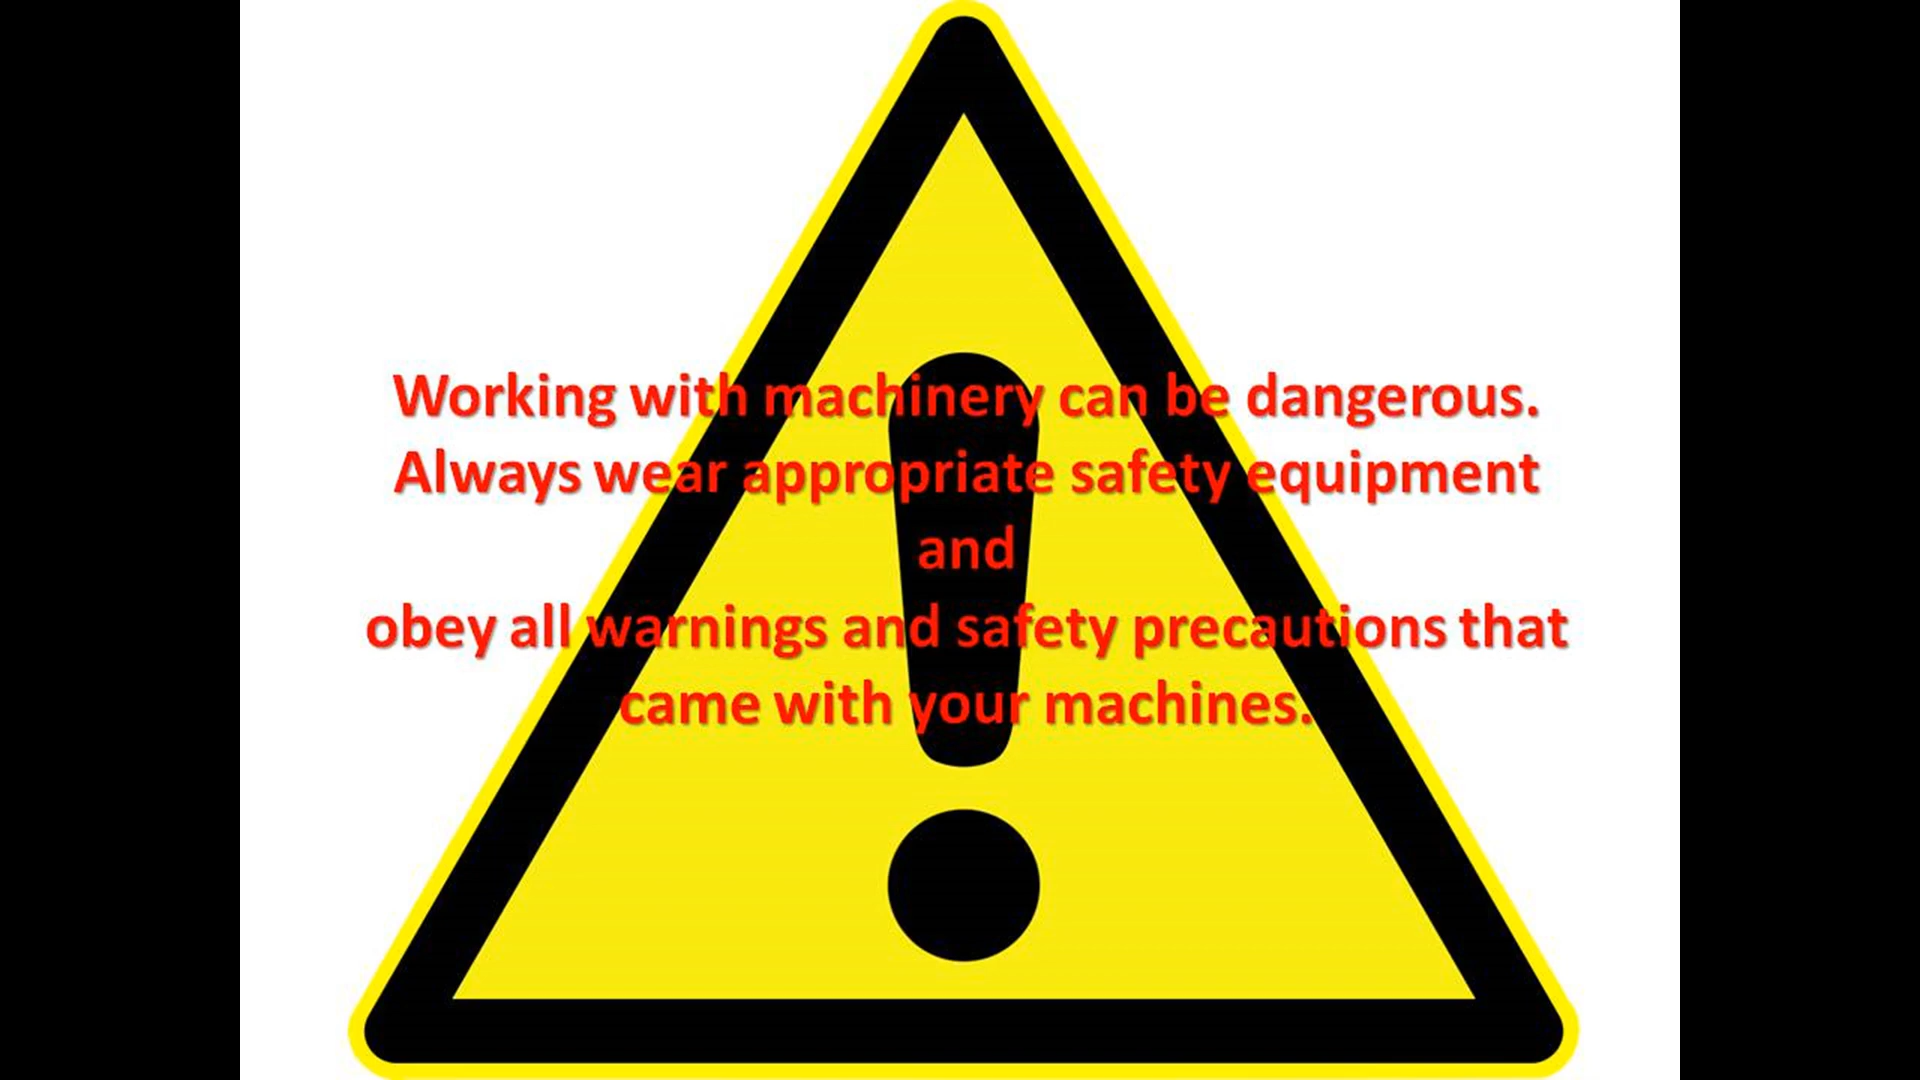 Working with machinery can be dangerous.
Always wear appropriate safety equipment
and
obey all warnings and safety precautions that
came with your machines.